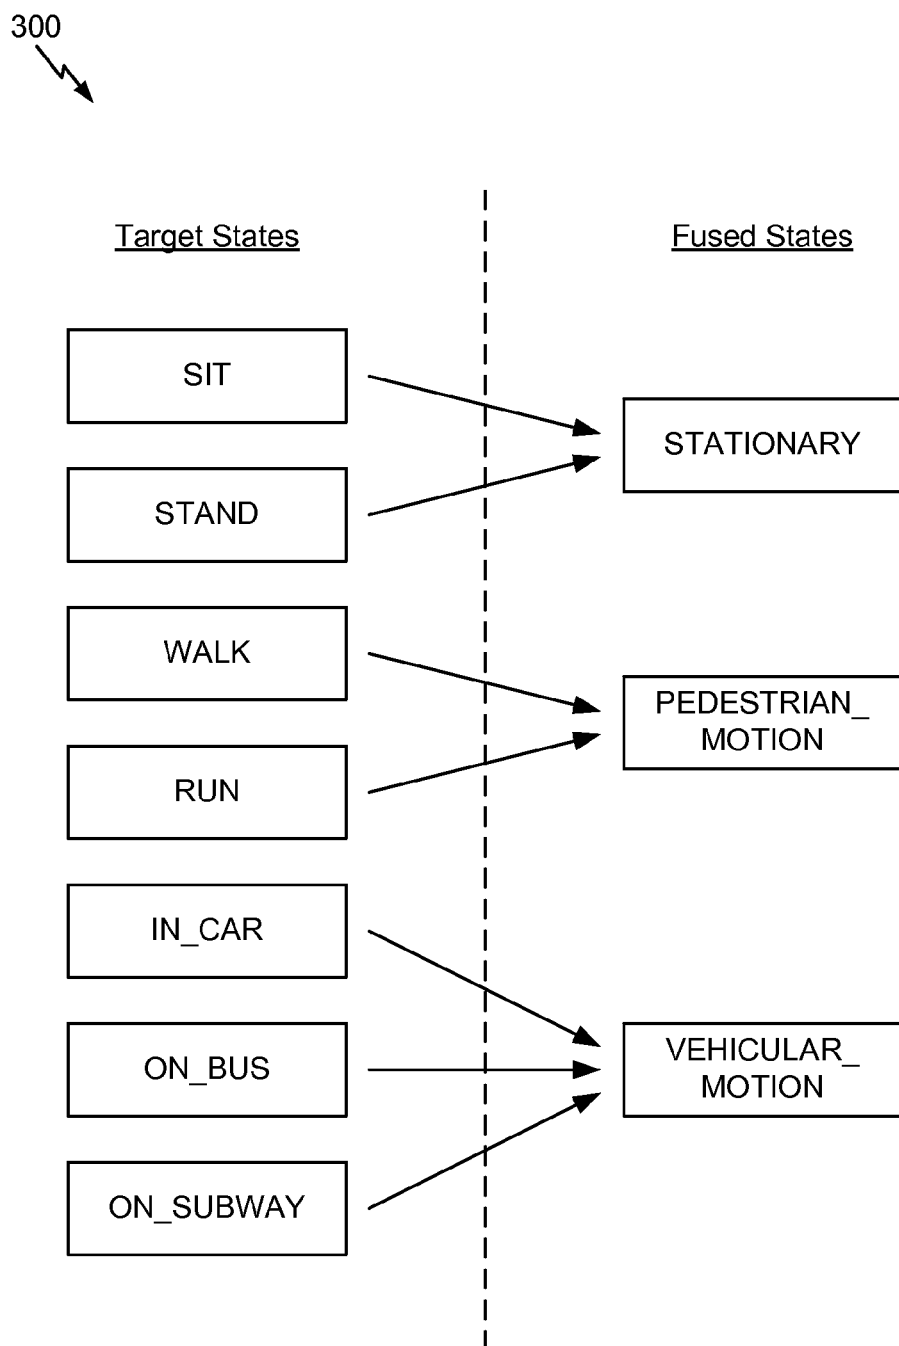 300
Target States
Fused States
SIT
STATIONARY
STAND
WALK
PEDESTRIAN_
MOTION
RUN
IN_CAR
VEHICULAR_
MOTION
ON_BUS
ON_SUBWAY